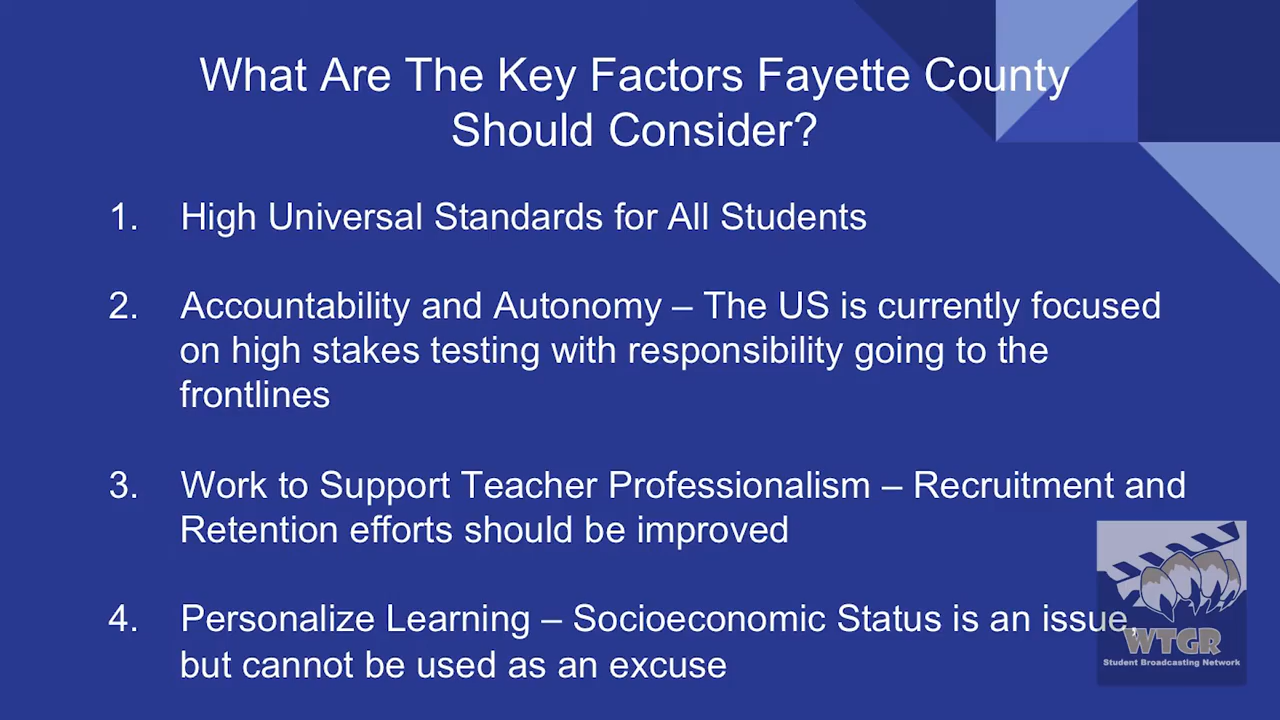 What Are The Key Factors Fayette County
Should Consider?
1. High Universal Standards for All Students
2. Accountability and Autonomy – The US is currently focused
on high stakes testing with responsibility going to the
frontlines
3. Work to Support Teacher Professionalism – Recruitment and
Retention efforts should be improved
4. Personalize Learning – Socioeconomic Status is an issue,
but cannot be used as an excuse
WTGR
Student Broadcasting Network